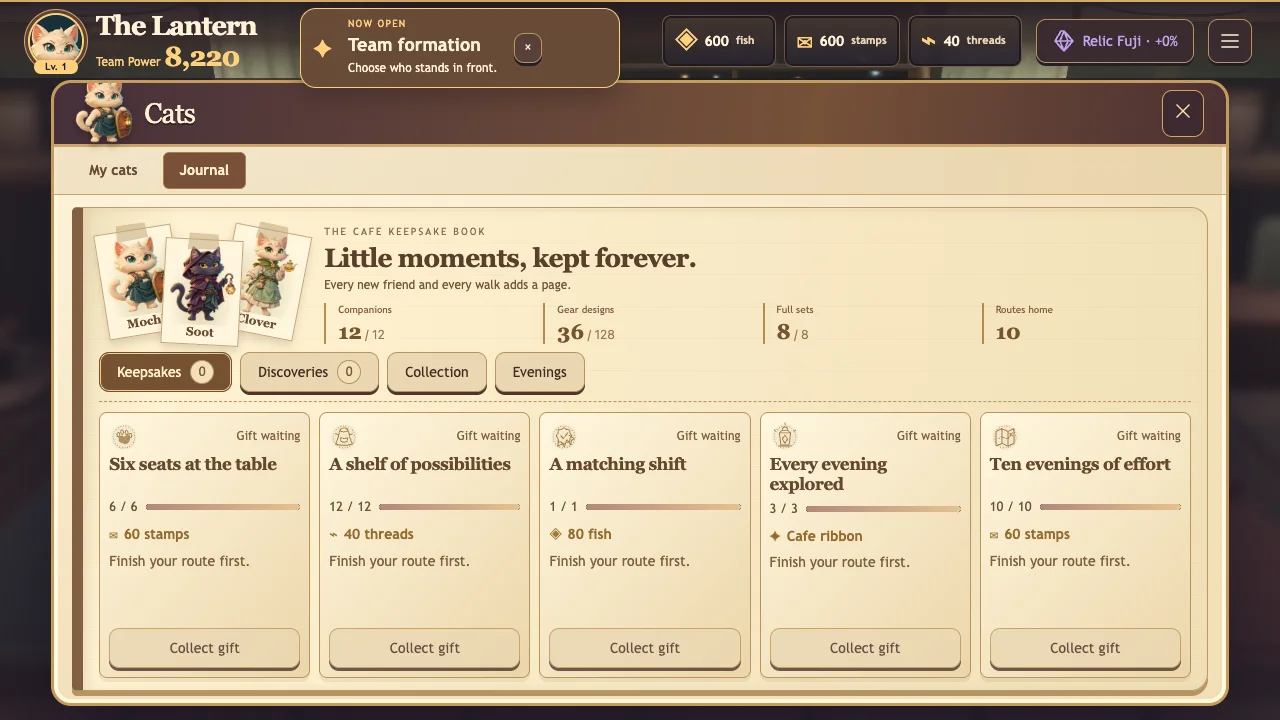 The Lantern
Lv. 1
Team Power 8,220
NOW OPEN
Team formation
Choose who stands in front.
×
600 fish
600 stamps
40 threads
Relic Fuji · +0%
Cats
My cats
Journal
Moch
Soot
Clover
THE CAFE KEEPSAKE BOOK
Little moments, kept forever.
Every new friend and every walk adds a page.
Companions
12 / 12
Gear designs
36 / 128
Full sets
8 / 8
Routes home
10
Keepsakes 0
Discoveries 0
Collection
Evenings
Gift waiting
Six seats at the table
6 / 6
60 stamps
Finish your route first.
Collect gift
Gift waiting
A shelf of possibilities
12 / 12
40 threads
Finish your route first.
Collect gift
Gift waiting
A matching shift
1 / 1
80 fish
Finish your route first.
Collect gift
Gift waiting
Every evening
explored
3 / 3
Cafe ribbon
Finish your route first.
Collect gift
Gift waiting
Ten evenings of effort
10 / 10
60 stamps
Finish your route first.
Collect gift